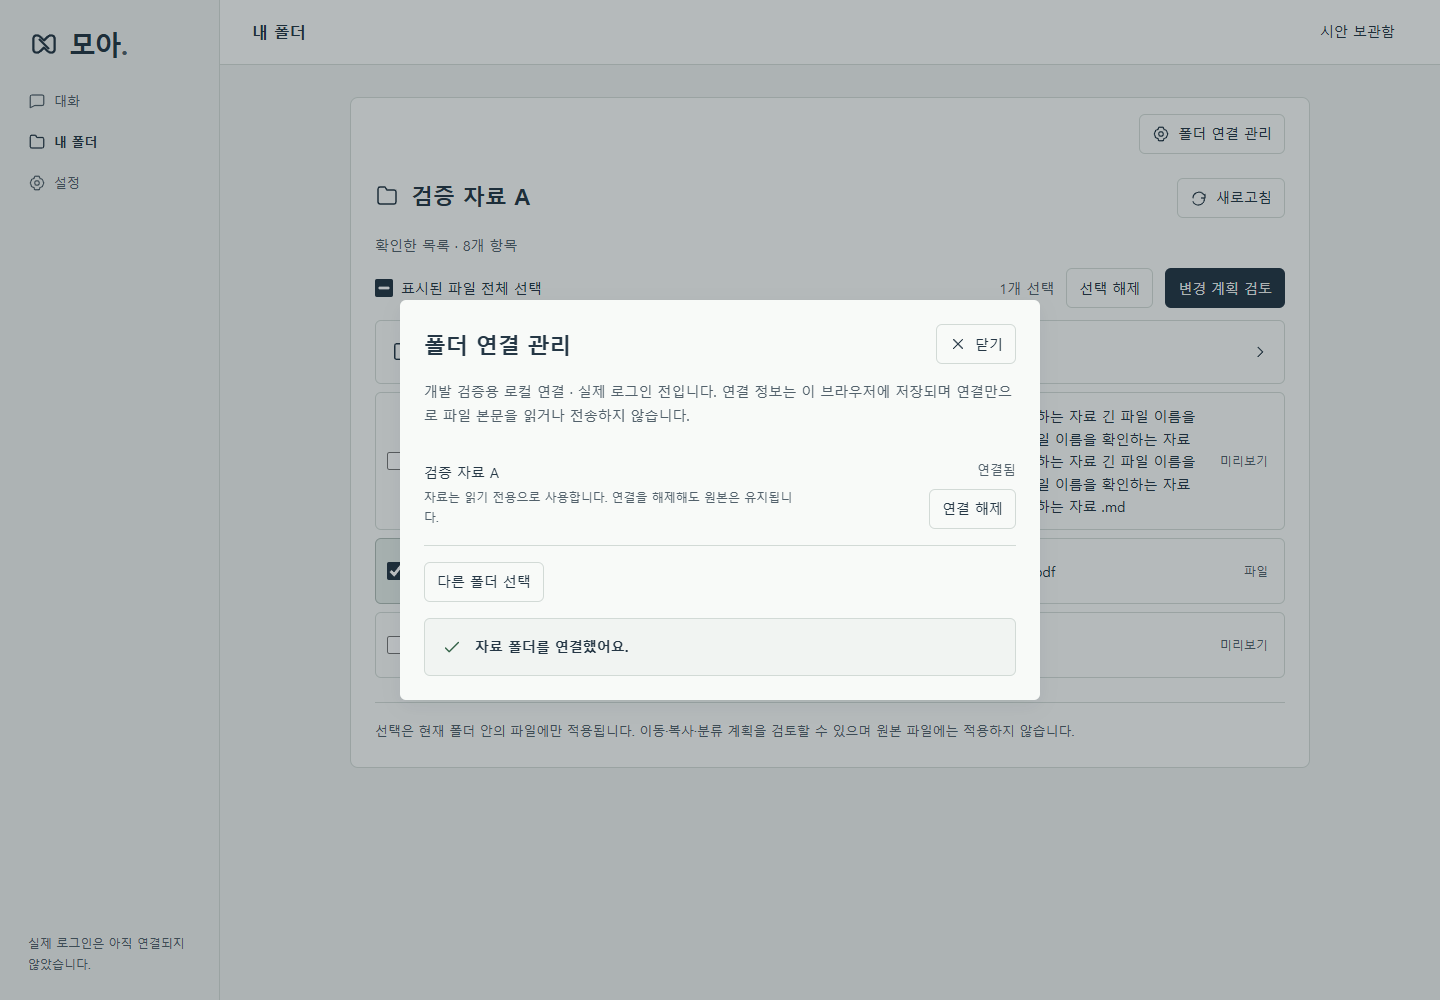 모아.
대화
내 폴더
설정
실제 로그인은 아직 연결되지
않았습니다.
내 폴더
시안 보관함
폴더 연결 관리
검증 자료 A
새로고침
확인한 목록 · 8개 항목
표시된 파일 전체 선택
1개 선택
선택 해제
변경 계획 검토
폴더 연결 관리
닫기
개발 검증용 로컬 연결 · 실제 로그인 전입니다. 연결 정보는 이 브라우저에 저장되며 연결만으
로 파일 본문을 읽거나 전송하지 않습니다.
검증 자료 A
연결됨
자료는 읽기 전용으로 사용합니다. 연결을 해제해도 원본은 유지됩니
다.
연결 해제
다른 폴더 선택
자료 폴더를 연결했어요.
하는 자료 긴 파일 이름을
일 이름을 확인하는 자료
하는 자료 긴 파일 이름을
일 이름을 확인하는 자료
하는 자료 .md
미리보기
pdf
파일
미리보기
선택은 현재 폴더 안의 파일에만 적용됩니다. 이동·복사·분류 계획을 검토할 수 있으며 원본 파일에는 적용하지 않습니다.